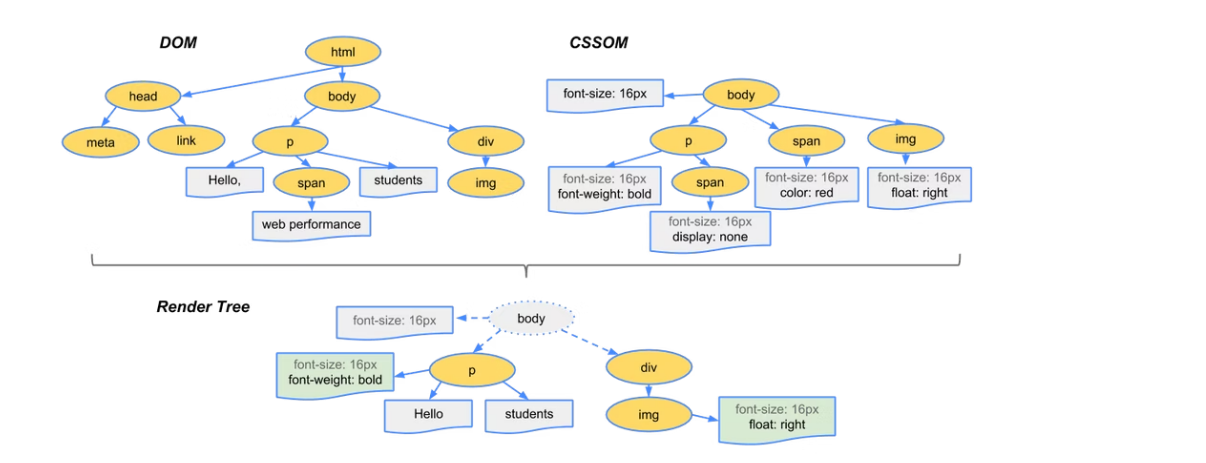 DOM
html
head
body
meta
link
p
div
Hello,
span
students
img
web performance
CSSOM
font-size: 16px
body
p
span
img
font-size: 16px
font-weight: bold
span
font-size: 16px
color: red
font-size: 16px
float: right
font-size: 16px
display: none
Render Tree
font-size: 16px
body
font-size: 16px
font-weight: bold
p
div
Hello
students
img
font-size: 16px
float: right